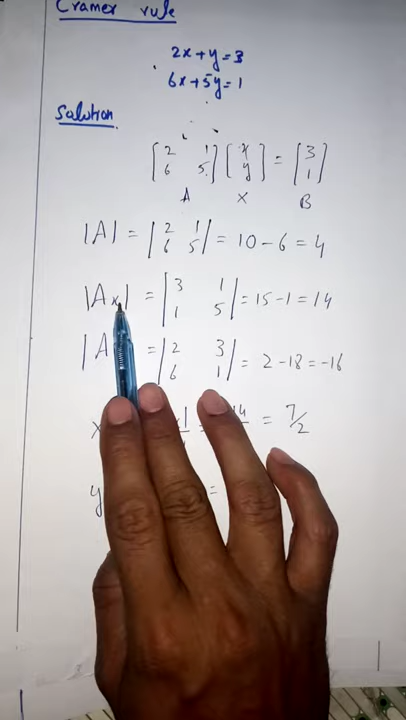 Cramer rule
2x+y=3
6x+5y=1
Solution
[2 1 6 5] [x y] = [3 1]
A X B
|A| = |2 1 6 5| = 10-6 = 4
|Ax| = |3 1 1 5| = 15-1 = 14
|A = |2 3 6 1| = 2-18 = -16
x = 14 = 7/2
y =